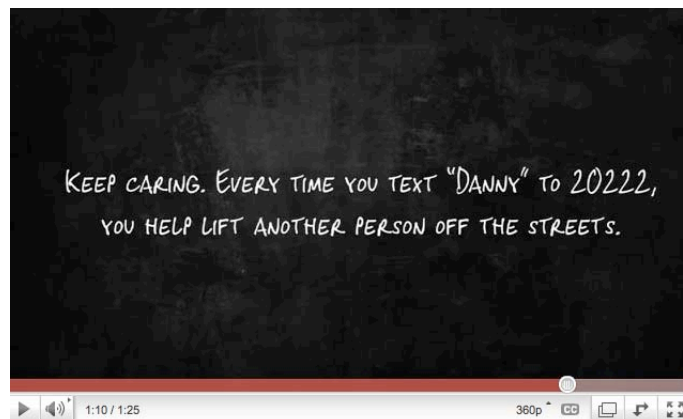 KEEP CARING. EVERY TIME YOU TEXT "DANNY" TO 20222,
YOU HELP LIFT ANOTHER PERSON OFF THE STREETS.
1:10 / 1:25 360p CC